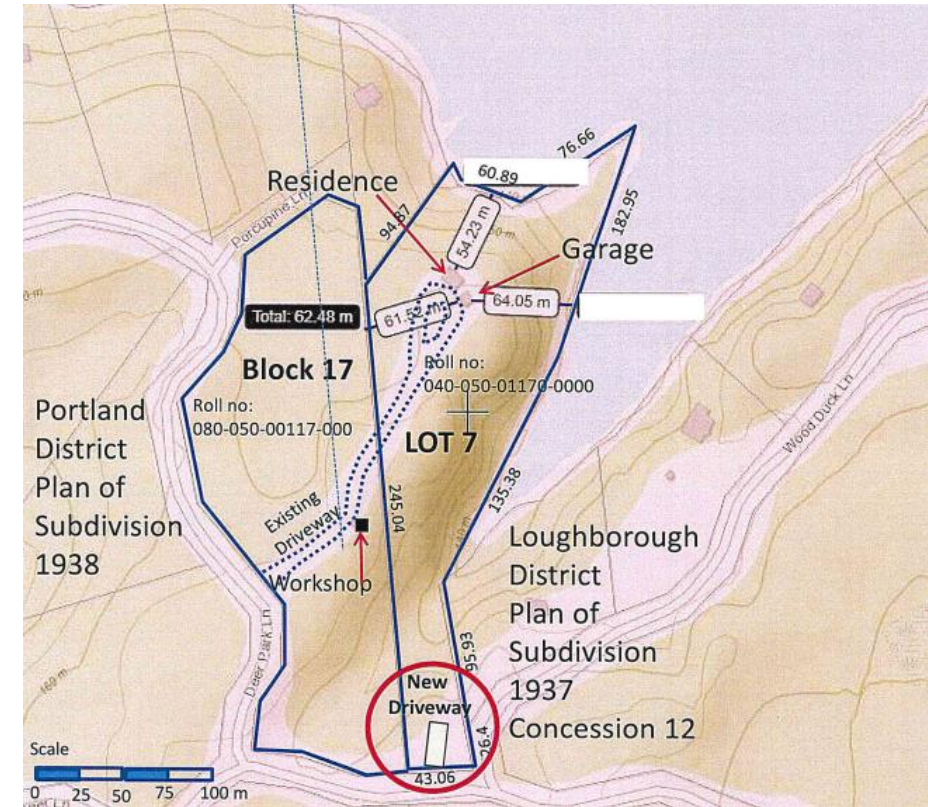 76.66
60.89
Residence
182.95
Porcupine Ln
94.87
54.23 m
Garage
64.05 m
Total: 62.48 m
Block 17
Roll no:
040-050-01170-0000
Roll no:
080-050-00117-000
Portland
District
Plan of
Subdivision
1938
LOT 7
Wood Duck Ln
245.04
135.38
Existing
Driveway
Workshop
Loughborough
District
Plan of
Subdivision
1937
Concession 12
Deer Park Ln
95.93
New
Driveway
26.4
43.06
Scale
0 25 50 75 100 m